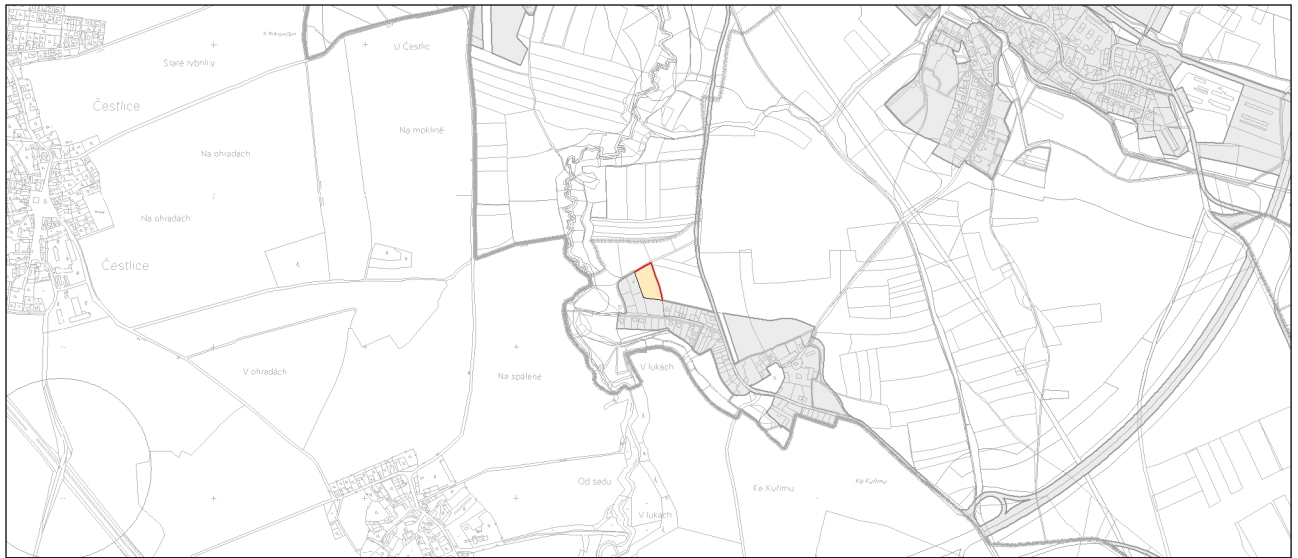 K Průhončům
U Čestlic
Staré rybníky
Čestlice
Na mokřině
Na ohradách
Na ohradách
Čestlice
V ohradách
Na spálené
V lukách
Od sadu
Ke Kuřimu
Ke Kuřimu
V lukách